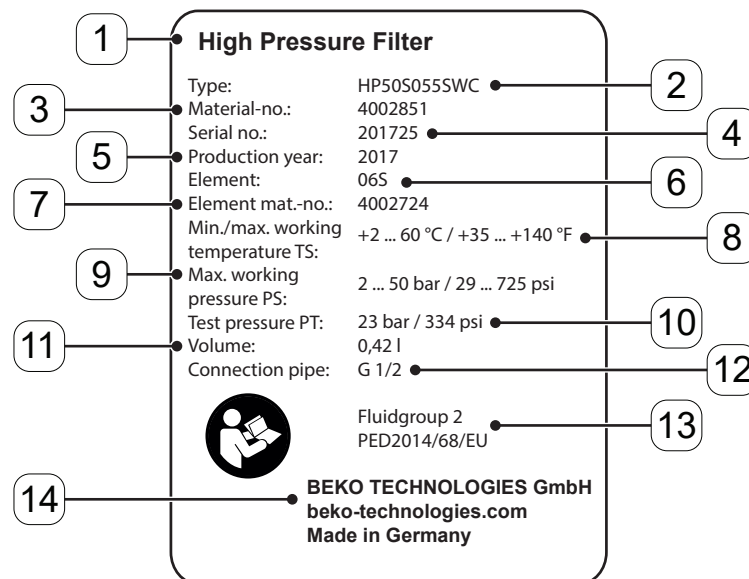 1 High Pressure Filter
Type: HP50S055SWC 2
3 Material-no.: 4002851
Serial no.: 201725 4
5 Production year: 2017
Element: 06S 6
7 Element mat.-no.: 4002724
Min./max. working
temperature TS: +2 ... 60 °C / +35 ... +140 °F 8
9 Max. working
pressure PS: 2 ... 50 bar / 29 ... 725 psi
Test pressure PT: 23 bar / 334 psi 10
11 Volume: 0,42 l
Connection pipe: G 1/2 12
Fluidgroup 2 13
PED2014/68/EU
14 BEKO TECHNOLOGIES GmbH
beko-technologies.com
Made in Germany